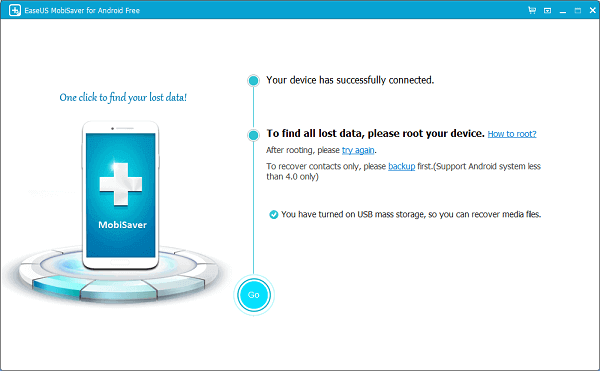 EaseUS MobiSaver for Android Free
One click to find your lost data!
MobiSaver
Your device has successfully connected.
To find all lost data, please root your device. How to root?
After rooting, please try again.
To recover contacts only, please backup first.(Support Android system less
than 4.0 only)
You have turned on USB mass storage, so you can recover media files.
Go